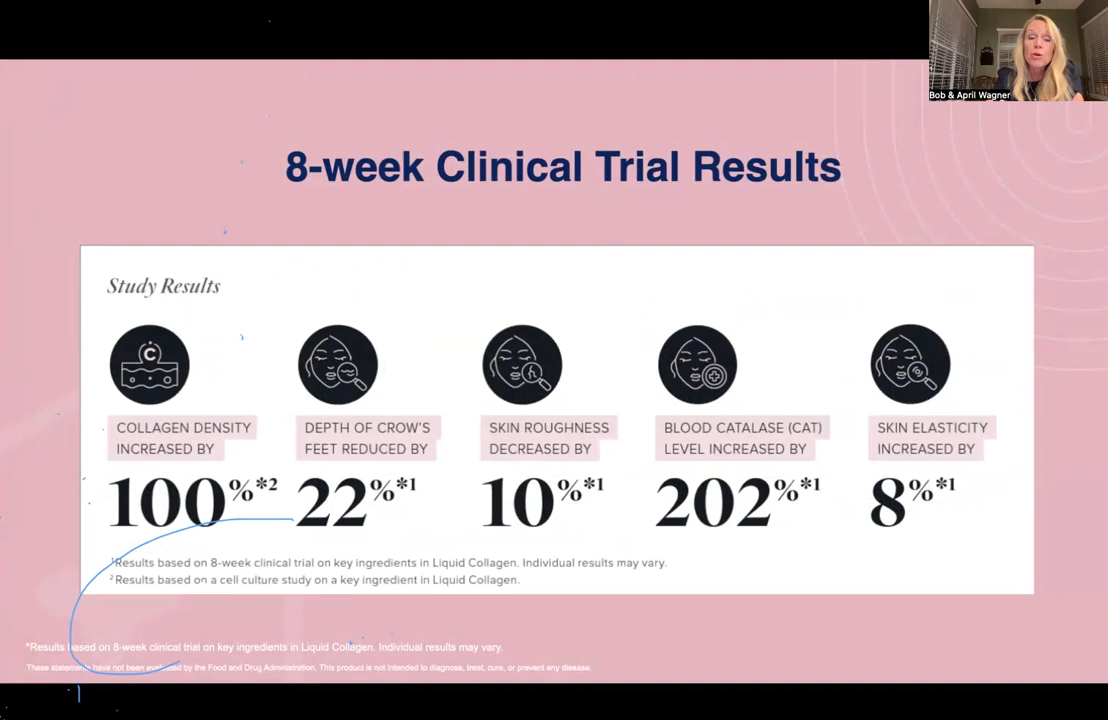 Bob & April Wagner
8-week Clinical Trial Results
Study Results
C
COLLAGEN DENSITY
INCREASED BY
100%*2
DEPTH OF CROW'S
FEET REDUCED BY
22%*1
SKIN ROUGHNESS
DECREASED BY
10%*1
BLOOD CATALASE (CAT)
LEVEL INCREASED BY
202%*1
SKIN ELASTICITY
INCREASED BY
8%*1
1Results based on 8-week clinical trial on key ingredients in Liquid Collagen. Individual results may vary.
2Results based on a cell culture study on a key ingredient in Liquid Collagen.
*Results based on 8-week clinical trial on key ingredients in Liquid Collagen. Individual results may vary.
These statements have not been evaluated by the Food and Drug Administration. This product is not intended to diagnose, treat, cure, or prevent any disease.